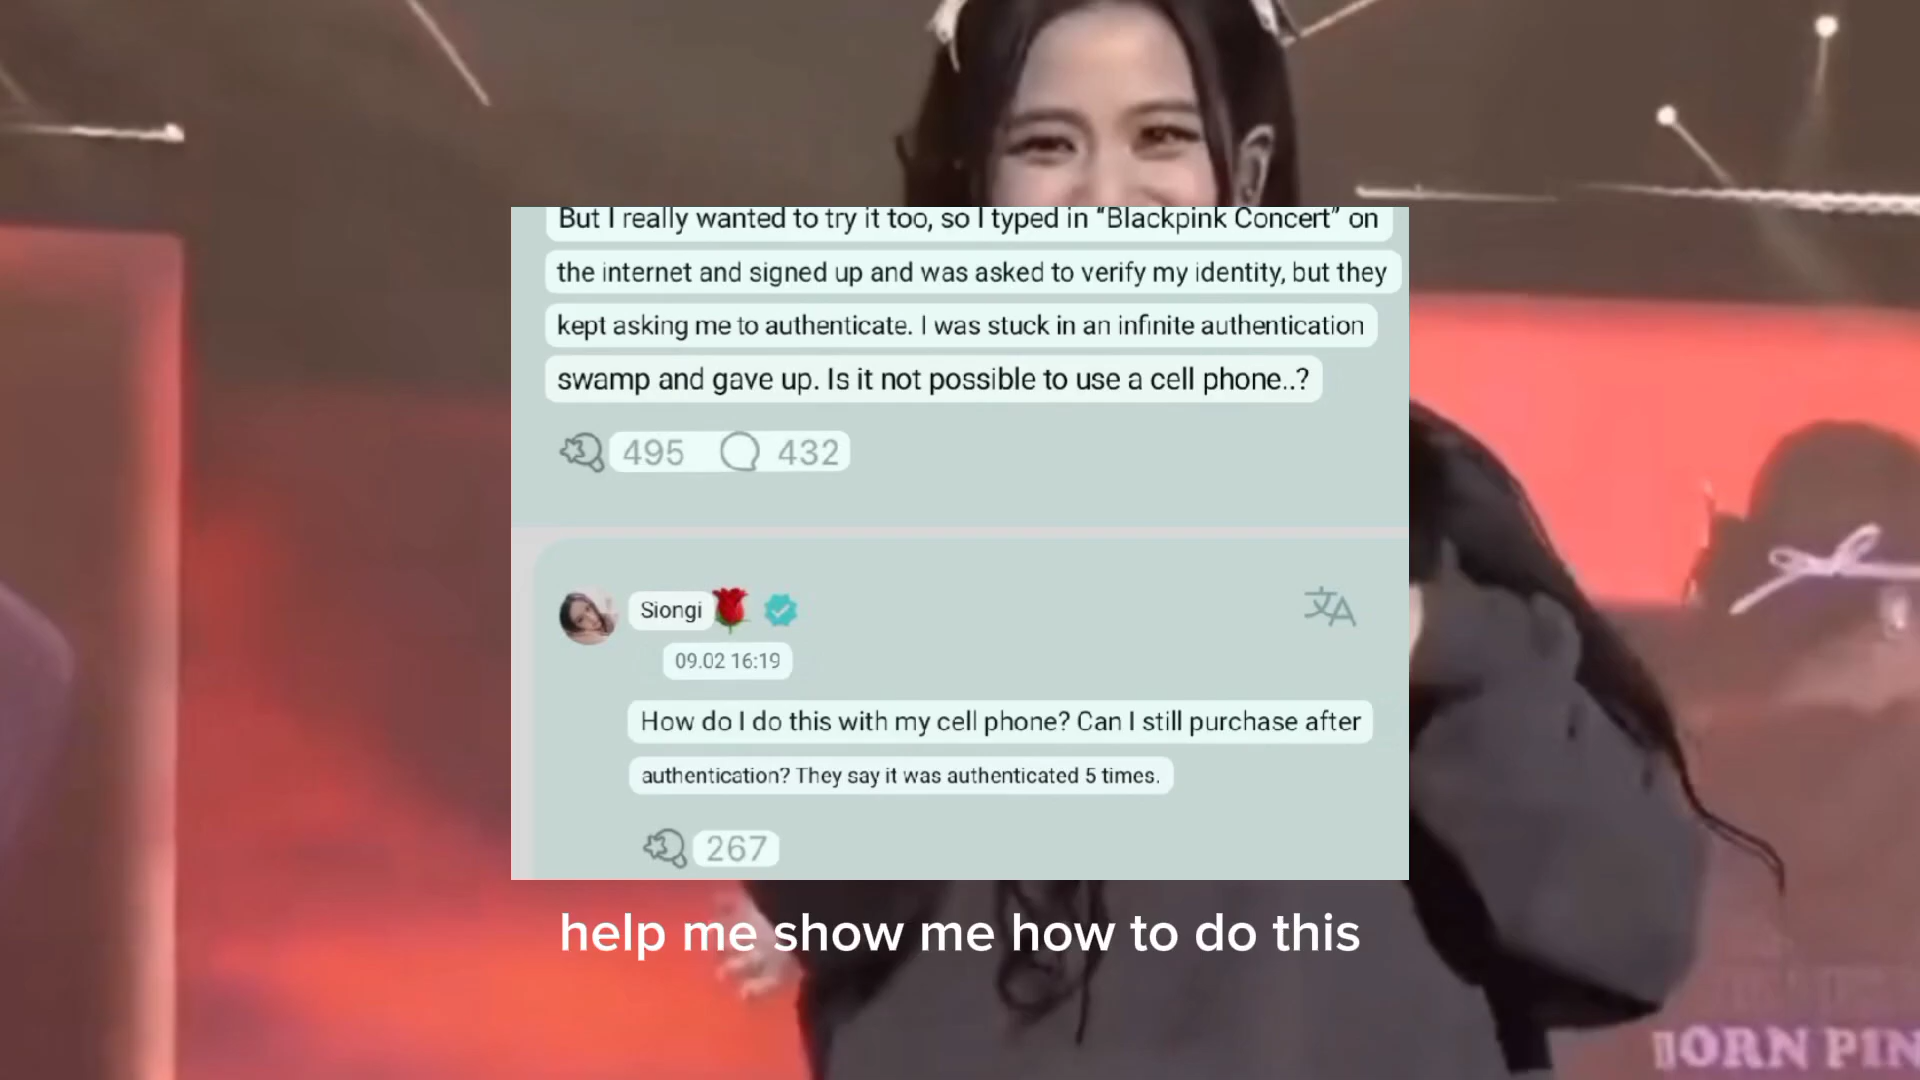 But I really wanted to try it too, so I typed in “Blackpink Concert” on
the internet and signed up and was asked to verify my identity, but they
kept asking me to authenticate. I was stuck in an infinite authentication
swamp and gave up. Is it not possible to use a cell phone..?
495 432
Siongi
09.02 16:19
How do I do this with my cell phone? Can I still purchase after
authentication? They say it was authenticated 5 times.
267
help me show me how to do this
BORN PIN